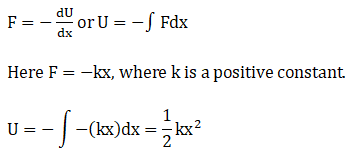 F = −dU/dx or U = −∫ Fdx
Here F = −kx, where k is a positive constant.
U = −∫ −(kx)dx = 1/2 kx²